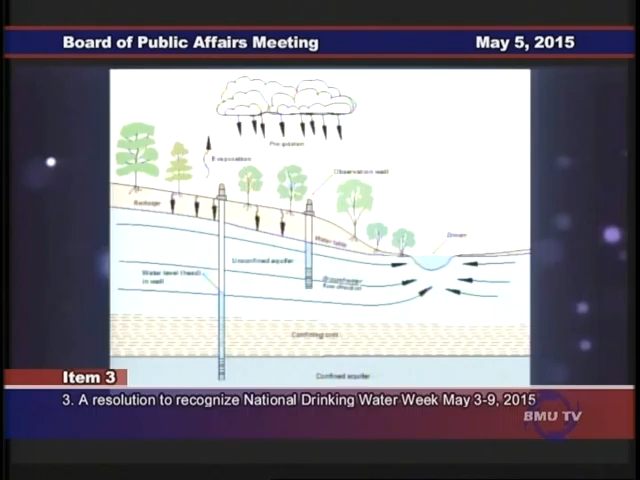 Board of Public Affairs Meeting
May 5, 2015
Precipitation
Evaporation
Observation well
Recharge
Water table
Stream
Unconfined aquifer
Water level (head)
in well
Groundwater
flow direction
Confining unit
Confined aquifer
Item 3
3. A resolution to recognize National Drinking Water Week May 3-9, 2015
BMU TV